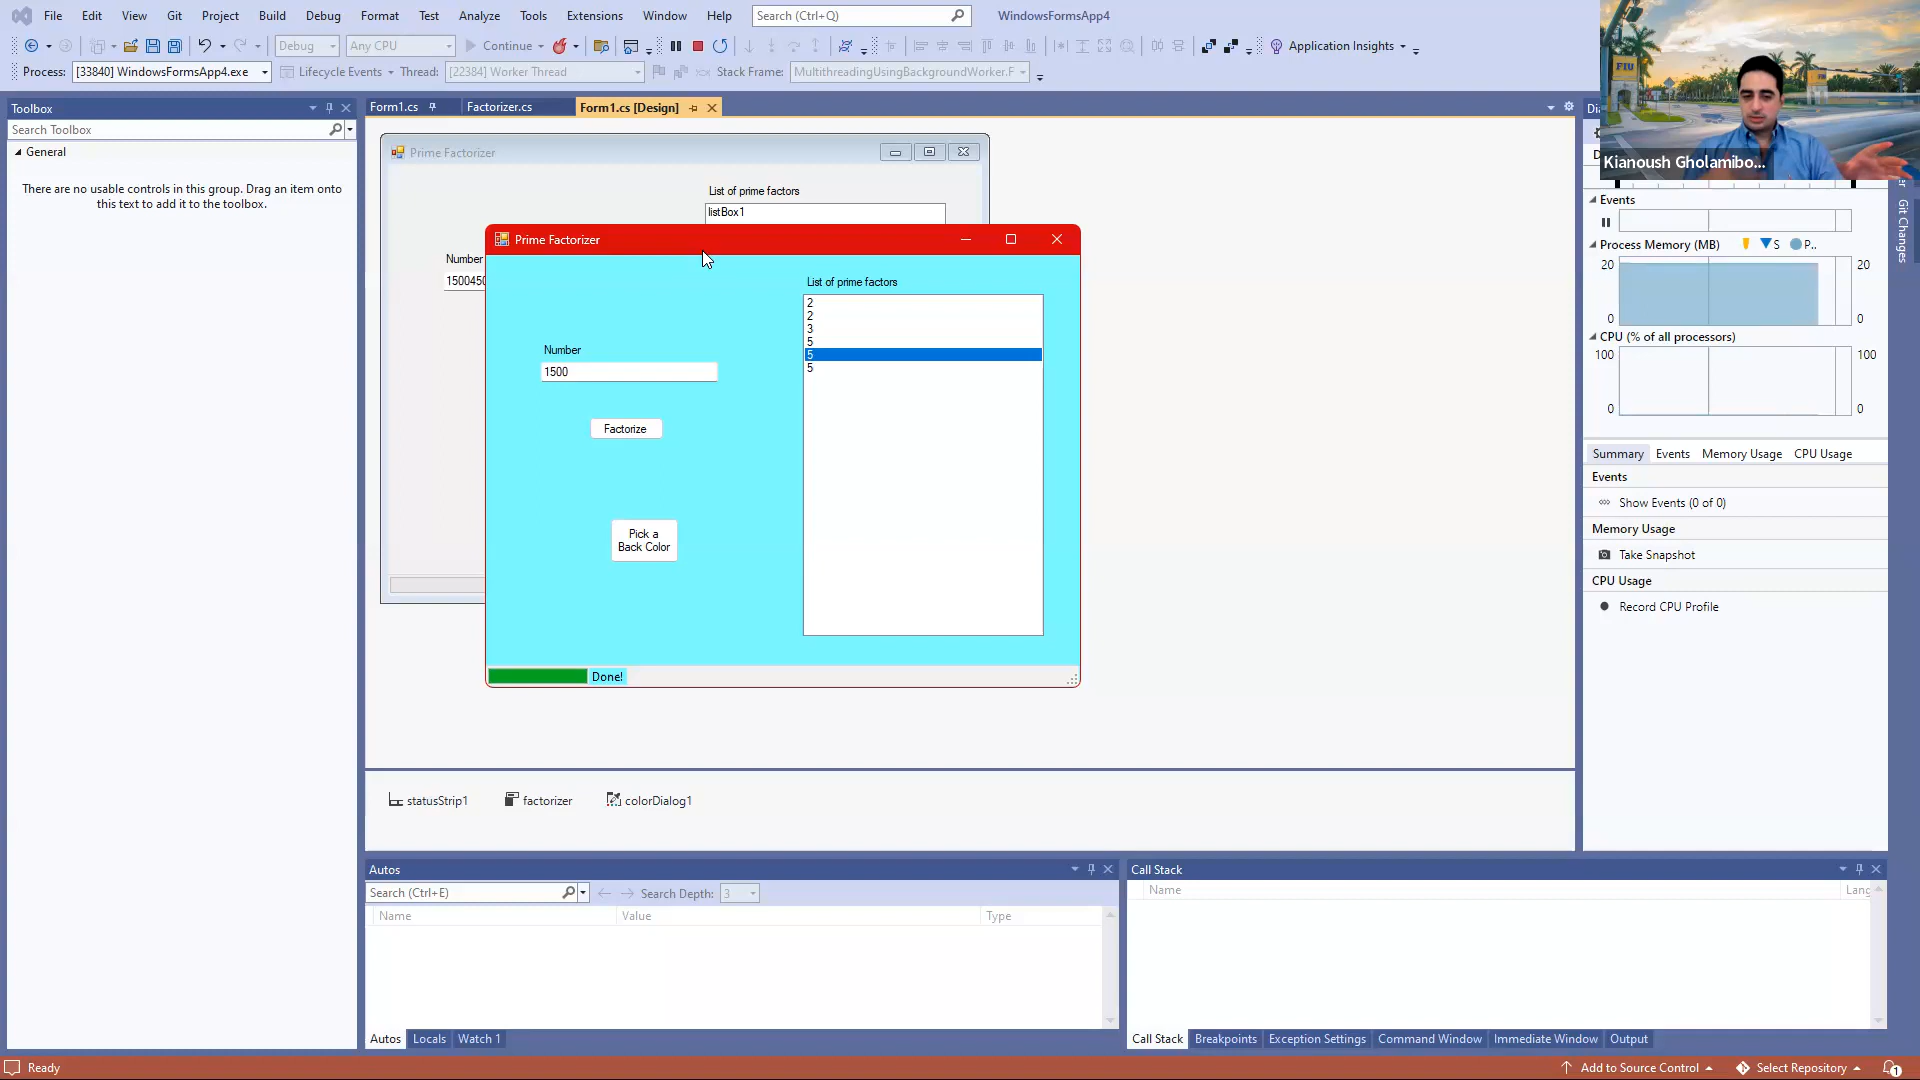 File Edit View Git Project Build Debug Format Test Analyze Tools Extensions Window Help Search (Ctrl+Q) WindowsFormsApp4
Debug Any CPU Continue Application Insights
Process: [33840] WindowsFormsApp4.exe Lifecycle Events Thread: [22384] Worker Thread Stack Frame: MultithreadingUsingBackgroundWorker.F
Toolbox
Search Toolbox
General
There are no usable controls in this group. Drag an item onto
this text to add it to the toolbox.
Form1.cs Factorizer.cs Form1.cs [Design]
Prime Factorizer
List of prime factors
listBox1
Number
1500450
Prime Factorizer
List of prime factors
2
2
3
5
5
5
Number
1500
Factorize
Pick a
Back Color
Done!
statusStrip1 factorizer colorDialog1
Autos
Search (Ctrl+E) Search Depth: 3
Name Value Type
Autos Locals Watch 1
Call Stack
Name Lang
Call Stack Breakpoints Exception Settings Command Window Immediate Window Output
FIU
Kianoush Gholamibo...
Events
Process Memory (MB) S P..
20 20
0 0
CPU (% of all processors)
100 100
0 0
Summary Events Memory Usage CPU Usage
Events
Show Events (0 of 0)
Memory Usage
Take Snapshot
CPU Usage
Record CPU Profile
Git Changes
Ready Add to Source Control Select Repository 1